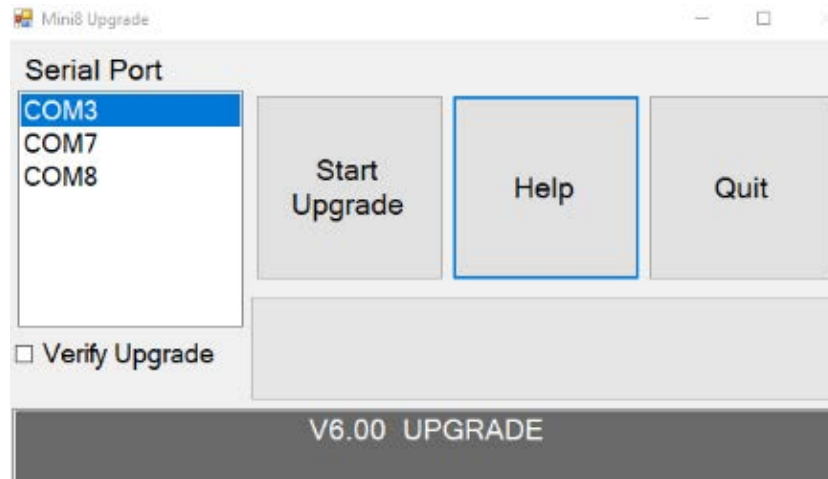 Mini8 Upgrade
Serial Port
COM3
COM7
COM8
Start
Upgrade
Help
Quit
Verify Upgrade
V6.00 UPGRADE